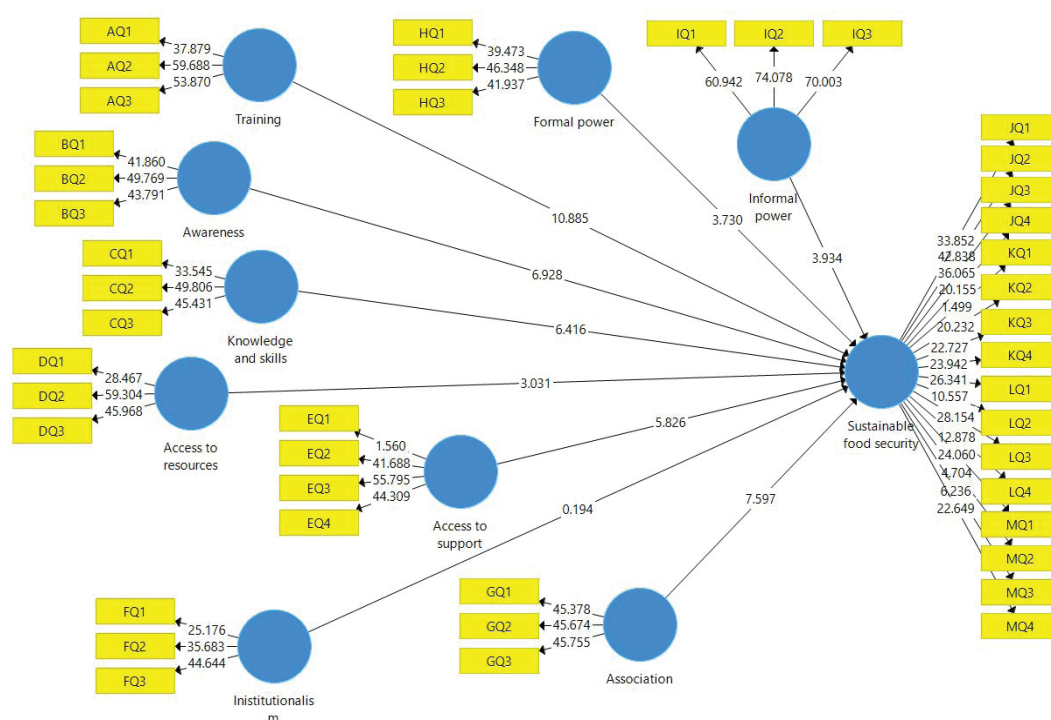 AQ1
AQ2
AQ3
37.879
59.688
53.870
Training
HQ1
HQ2
HQ3
39.473
46.348
41.937
Formal power
IQ1
IQ2
IQ3
60.942
74.078
70.003
Informal
power
BQ1
BQ2
BQ3
41.860
49.769
43.791
Awareness
CQ1
CQ2
CQ3
33.545
49.806
45.431
Knowledge
and skills
DQ1
DQ2
DQ3
28.467
59.304
45.968
Access to
resources
EQ1
EQ2
EQ3
EQ4
1.560
41.688
55.795
44.309
Access to
support
FQ1
FQ2
FQ3
25.176
35.683
44.644
Inistitutionalis
m
GQ1
GQ2
GQ3
45.378
45.674
45.755
Association
10.885
6.928
6.416
3.031
5.826
0.194
7.597
3.730
3.934
Sustainable
food security
33.852
42.838
36.065
20.155
1.499
20.232
22.727
23.942
26.341
10.557
28.154
12.878
24.060
4.704
6.236
22.649
JQ1
JQ2
JQ3
JQ4
KQ1
KQ2
KQ3
KQ4
LQ1
LQ2
LQ3
LQ4
MQ1
MQ2
MQ3
MQ4